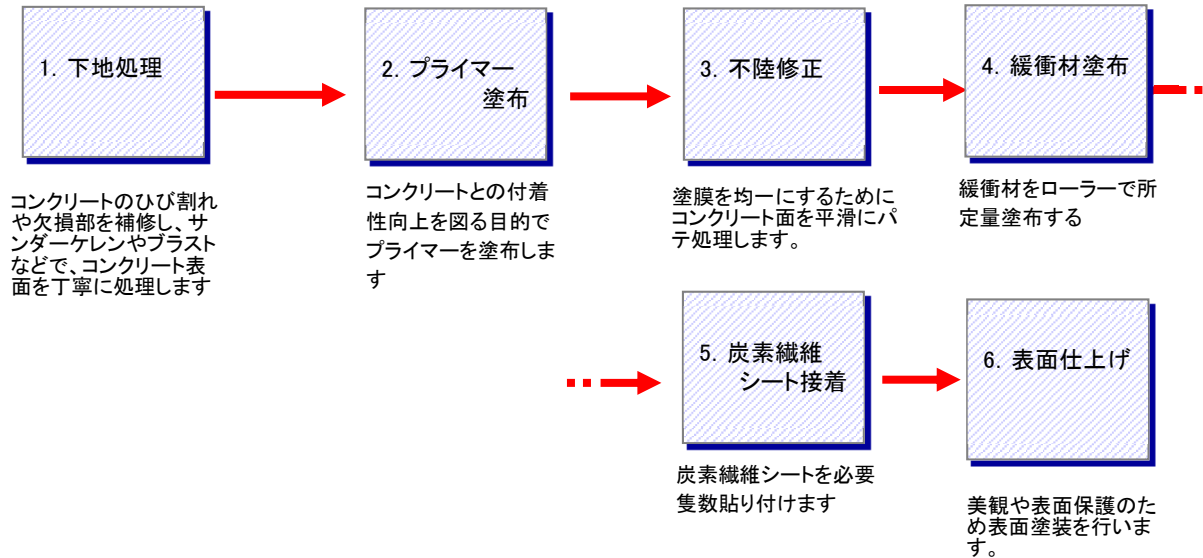 1. 下地処理
2. プライマー
塗布
3. 不陸修正
4. 緩衝材塗布
コンクリートのひび割れ
や欠損部を補修し、サ
ンダーケレンやブラスト
などで、コンクリート表
面を丁寧に処理します
コンクリートとの付着
性向上を図る目的で
プライマーを塗布しま
す
塗膜を均一にするために
コンクリート面を平滑にパ
テ処理します。
緩衝材をローラーで所
定量塗布する
5. 炭素繊維
シート接着
6. 表面仕上げ
炭素繊維シートを必要
隻数貼り付けます
美観や表面保護のた
め表面塗装を行いま
す。